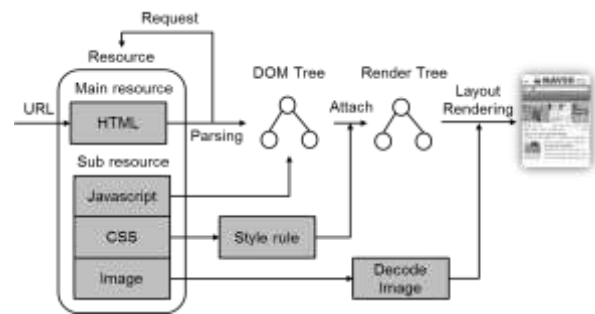 Request
Resource
DOM Tree
Render Tree
Main resource
Layout
Rendering
URL
HTML
Parsing
Attach
Sub resource
Javascript
CSS
Style rule
Image
Decode
Image
NAVER